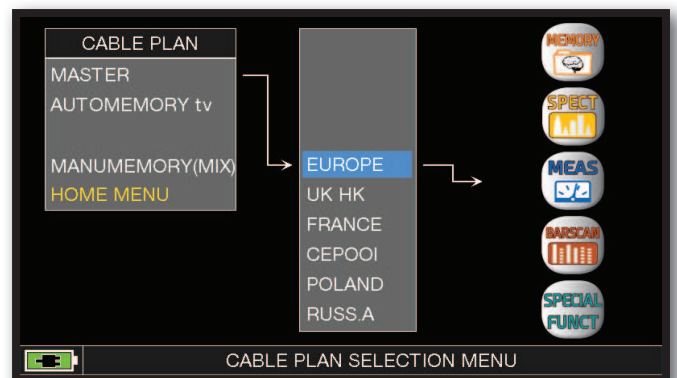 CABLE PLAN
MASTER
AUTOMEMORY tv
MANUMEMORY(MIX)
HOME MENU
EUROPE
UK HK
FRANCE
CEPOOI
POLAND
RUSS.A
MEMORY
SPECT
MEAS
BARSCAN
SPECIAL
FUNCT
CABLE PLAN SELECTION MENU